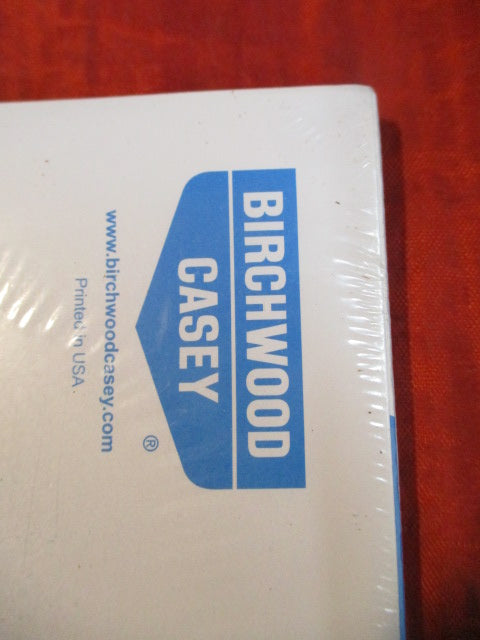 BIRCHWOOD
CASEY
®
www.birchwoodcasey.com
Printed in USA.